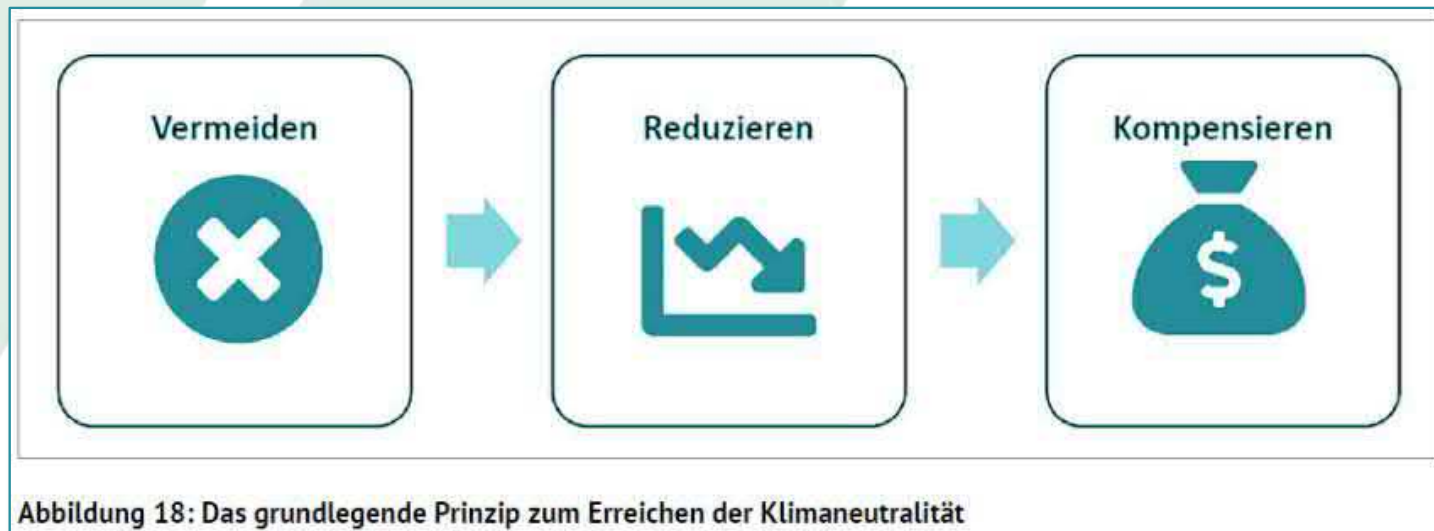 Vermeiden
Reduzieren
Kompensieren
$
Abbildung 18: Das grundlegende Prinzip zum Erreichen der Klimaneutralität